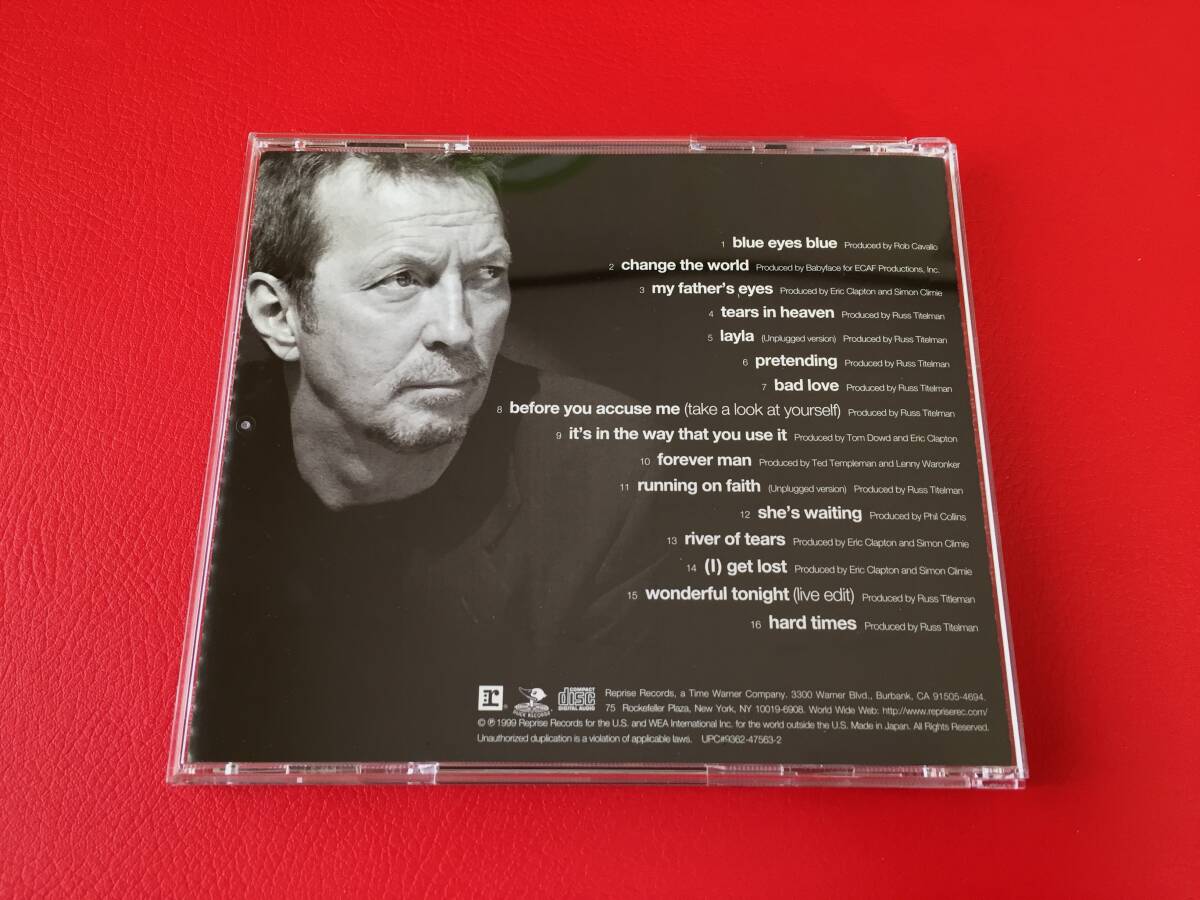 1 blue eyes blue Produced by Rob Cavallo
2 change the world Produced by Babyface for ECAF Productions, Inc.
3 my father's eyes Produced by Eric Clapton and Simon Climie
4 tears in heaven Produced by Russ Titelman
5 layla (Unplugged version) Produced by Russ Titelman
6 pretending Produced by Russ Titelman
7 bad love Produced by Russ Titelman
8 before you accuse me (take a look at yourself) Produced by Russ Titelman
9 it's in the way that you use it Produced by Tom Dowd and Eric Clapton
10 forever man Produced by Ted Templeman and Lenny Waronker
11 running on faith (Unplugged version) Produced by Russ Titelman
12 she's waiting Produced by Phil Collins
13 river of tears Produced by Eric Clapton and Simon Climie
14 (I) get lost Produced by Eric Clapton and Simon Climie
15 wonderful tonight (live edit) Produced by Russ Titleman
16 hard times Produced by Russ Titelman
r DUCK RECORDS COMPACT disc DIGITAL AUDIO
Reprise Records, a Time Warner Company. 3300 Warner Blvd., Burbank, CA 91505-4694.
75 Rockefeller Plaza, New York, NY 10019-6908. World Wide Web: http://www.repriserec.com/
© ℗ 1999 Reprise Records for the U.S. and WEA International Inc. for the world outside the U.S. Made in Japan. All Rights Reserved.
Unauthorized duplication is a violation of applicable laws. UPC#9362-47563-2